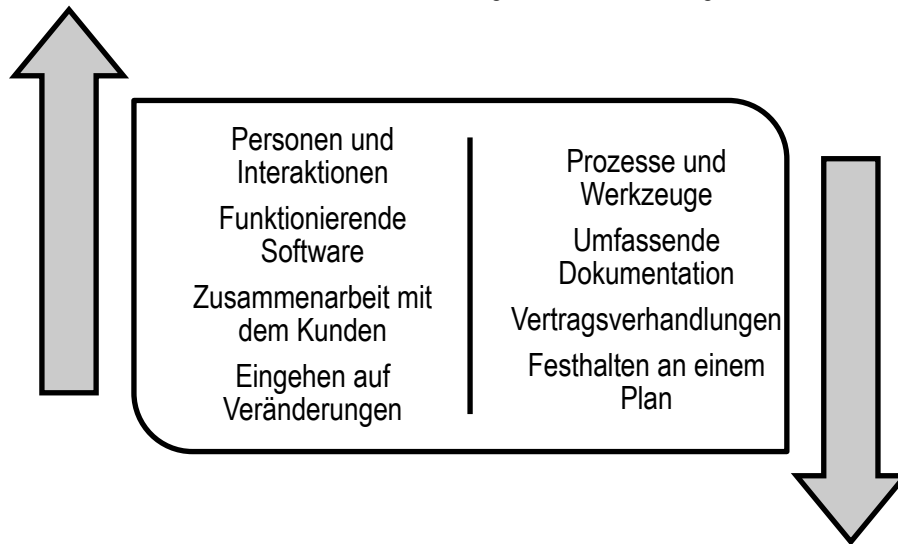 Personen und
Interaktionen
Funktionierende
Software
Zusammenarbeit mit
dem Kunden
Eingehen auf
Veränderungen
Prozesse und
Werkzeuge
Umfassende
Dokumentation
Vertragsverhandlungen
Festhalten an einem
Plan